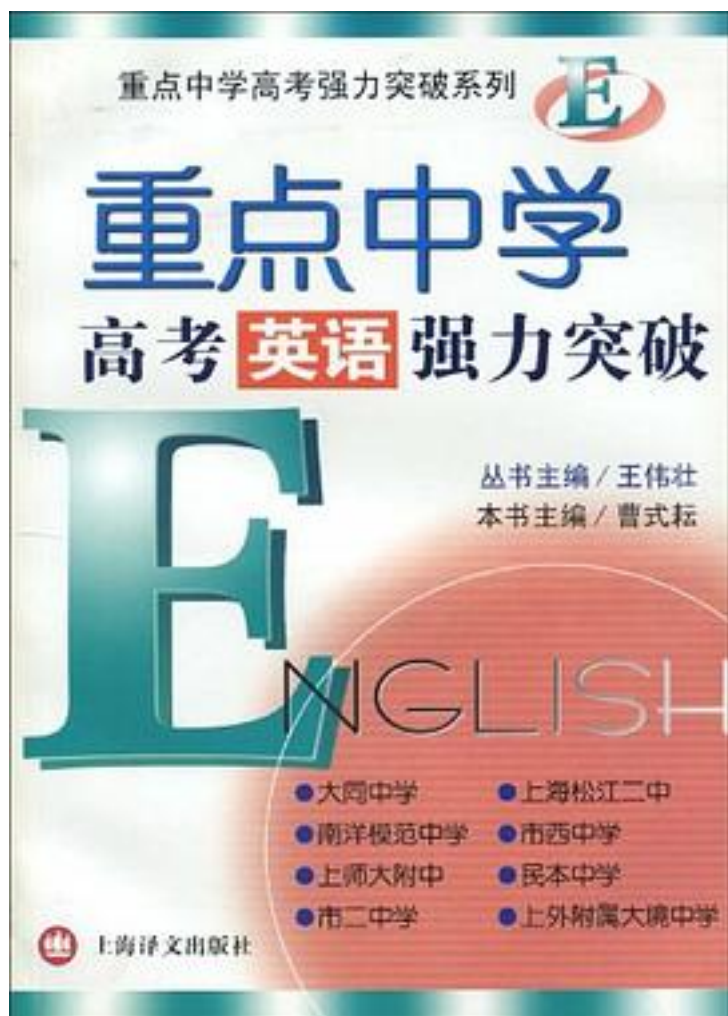 重点中学高考强力突破系列
E
重点中学
高考英语强力突破
丛书主编/王伟壮
本书主编/曹式耘
ENGLISH
●大同中学 ●上海松江二中
●南洋模范中学 ●市西中学
●上师大附中 ●民本中学
●市二中学 ●上外附属大境中学
上海译文出版社